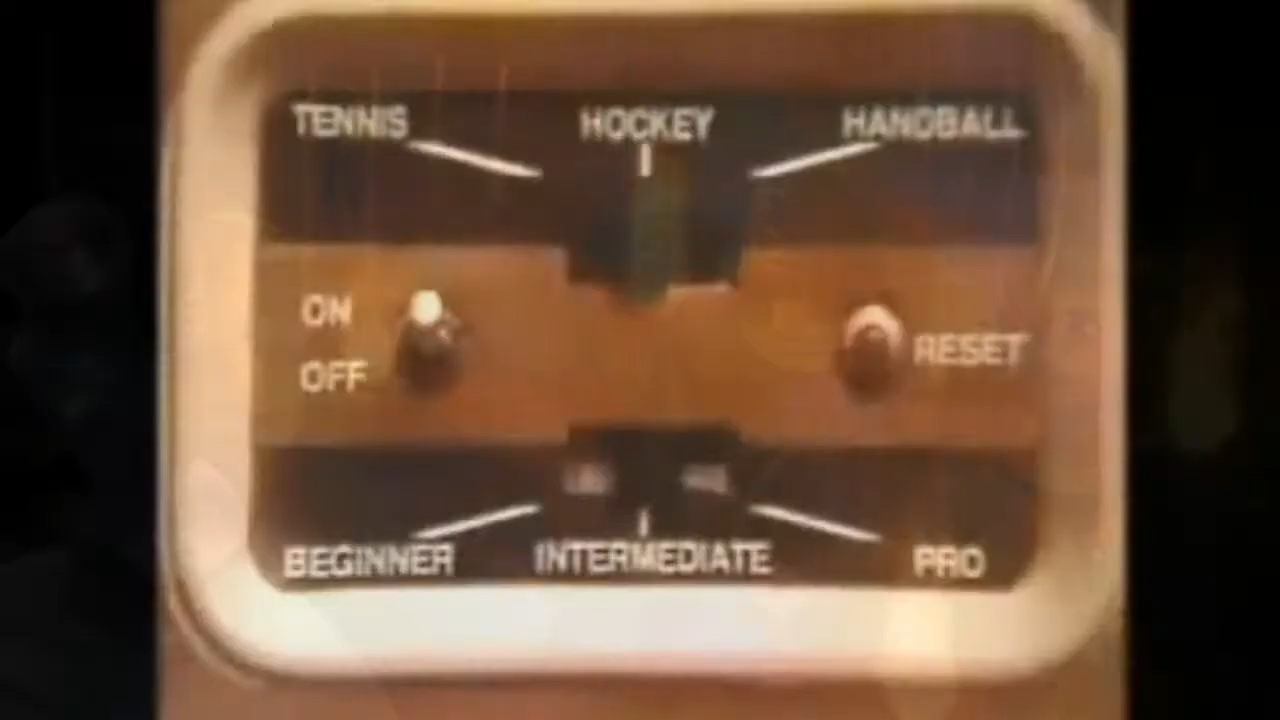 TENNIS HOCKEY HANDBALL
ON
RESET
OFF
BEGINNER INTERMEDIATE PRO